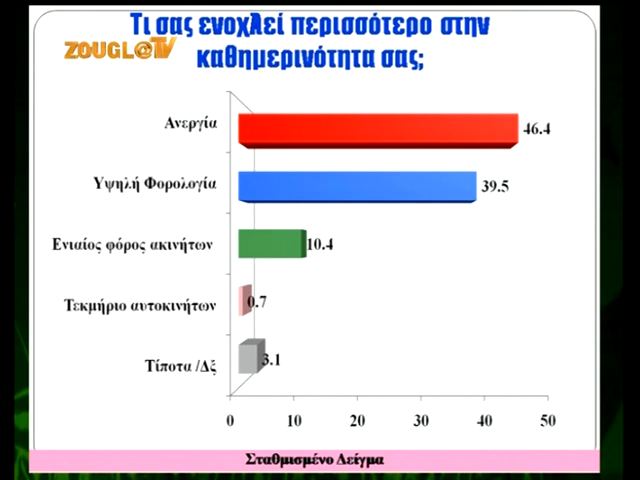 Τι σας ενοχλεί περισσότερο στην
καθημερινότητα σας;
ZOUGL@TV
Ανεργία
46.4
Υψηλή Φορολογία
39.5
Ενιαίος φόρος ακινήτων
10.4
Τεκμήριο αυτοκινήτων
0.7
Τίποτα /Δξ
3.1
0 10 20 30 40 50
Σταθμισμένο Δείγμα